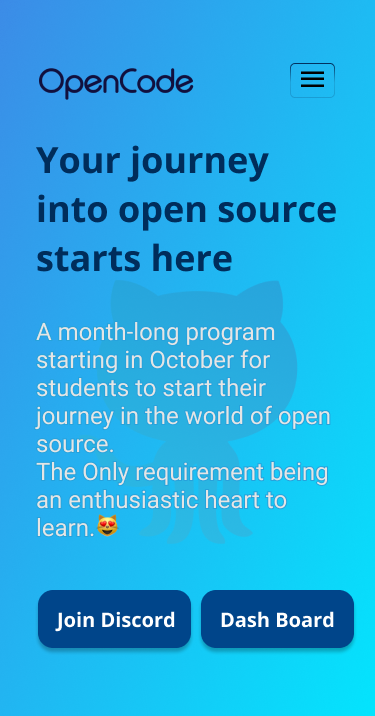 OpenCode
Your journey
into open source
starts here
A month-long program
starting in October for
students to start their
journey in the world of open
source.
The Only requirement being
an enthusiastic heart to
learn.😻
Join Discord
Dash Board